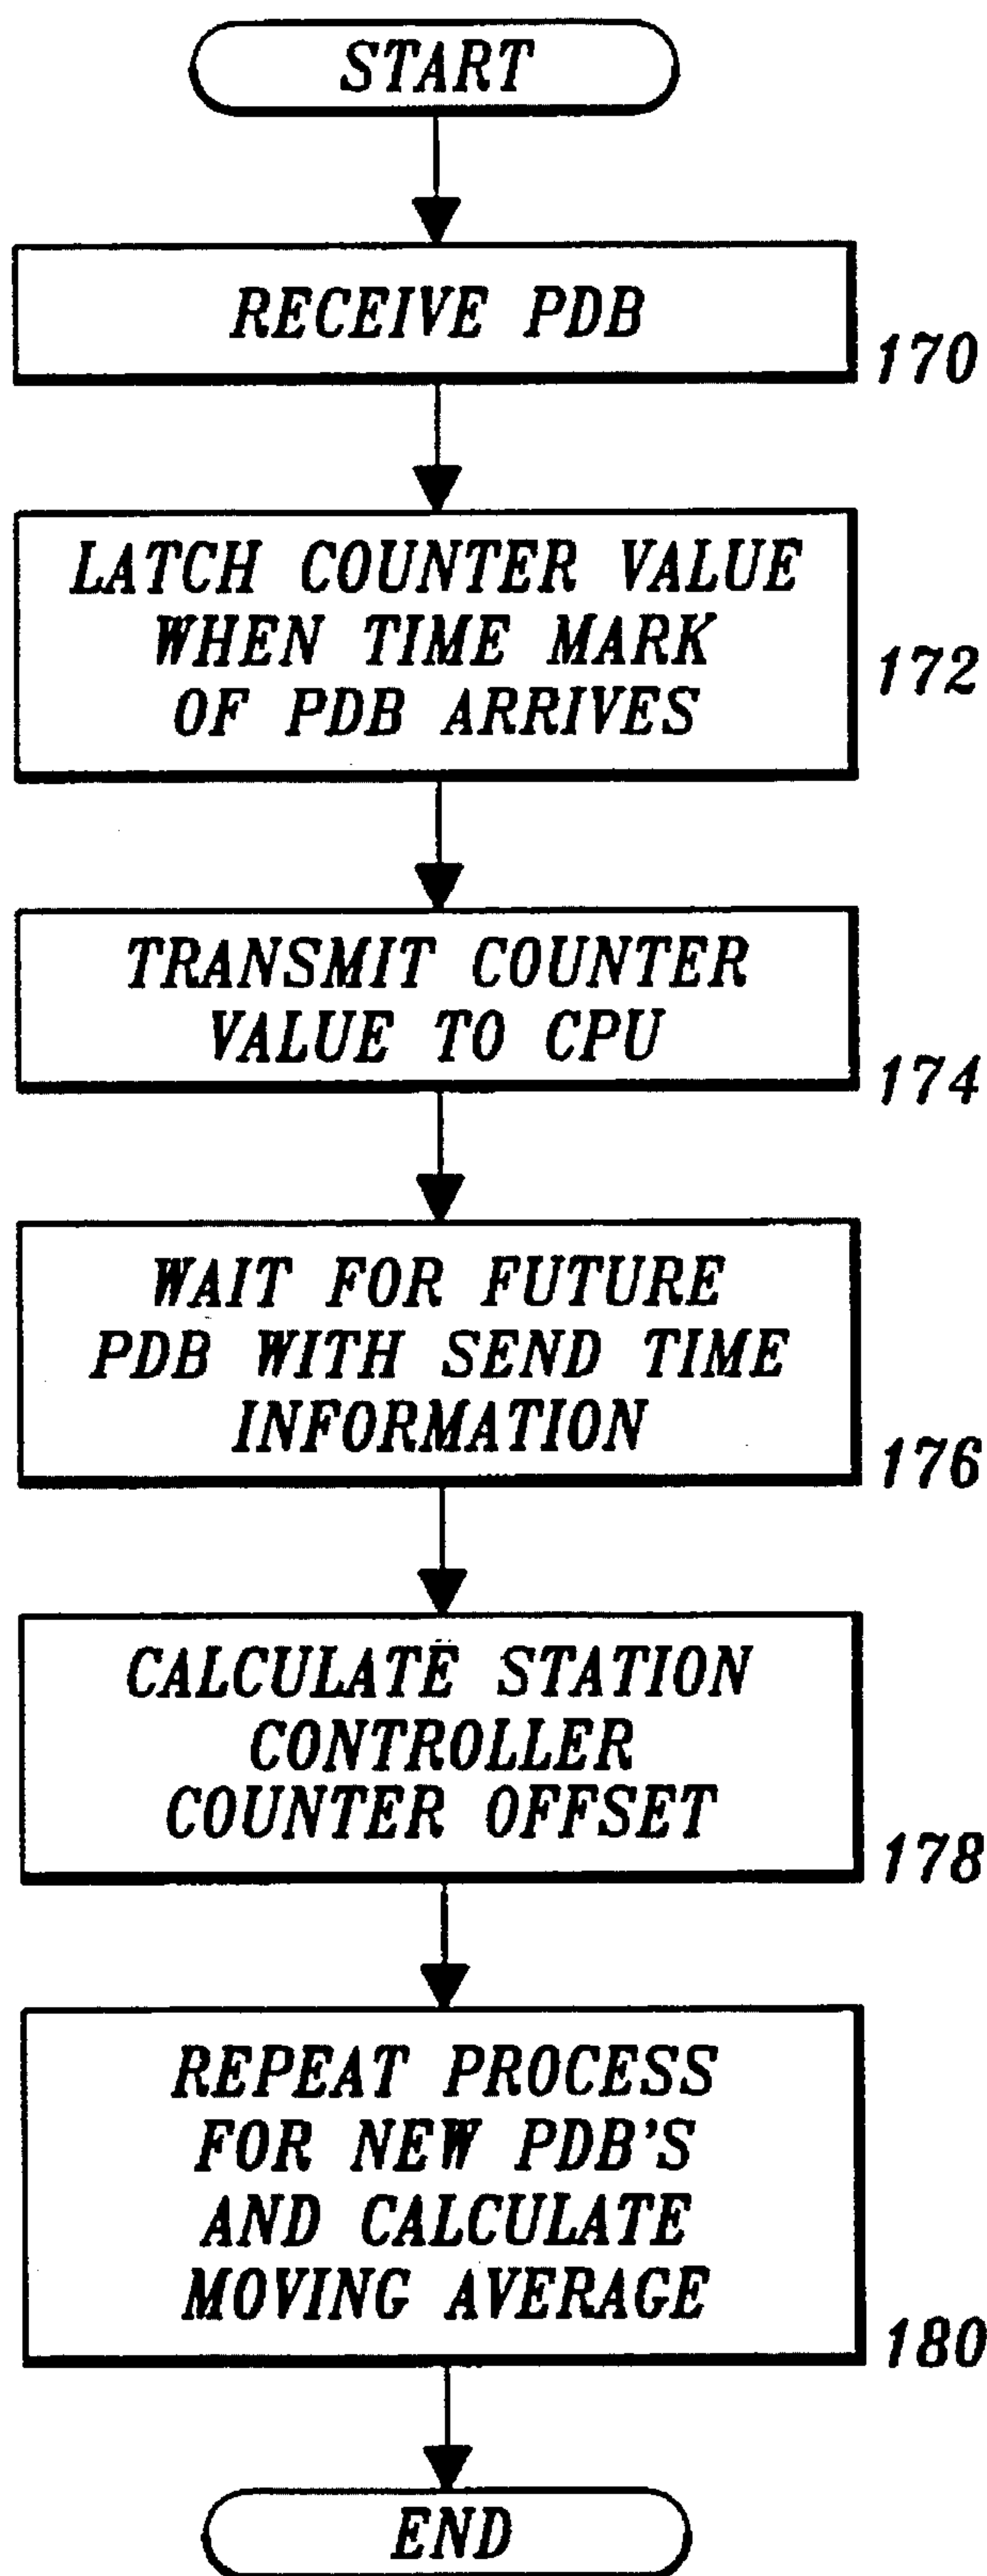 START
RECEIVE PDB
170
LATCH COUNTER VALUE
WHEN TIME MARK
OF PDB ARRIVES
172
TRANSMIT COUNTER
VALUE TO CPU
174
WAIT FOR FUTURE
PDB WITH SEND TIME
INFORMATION
176
CALCULATE STATION
CONTROLLER
COUNTER OFFSET
178
REPEAT PROCESS
FOR NEW PDB'S
AND CALCULATE
MOVING AVERAGE
180
END